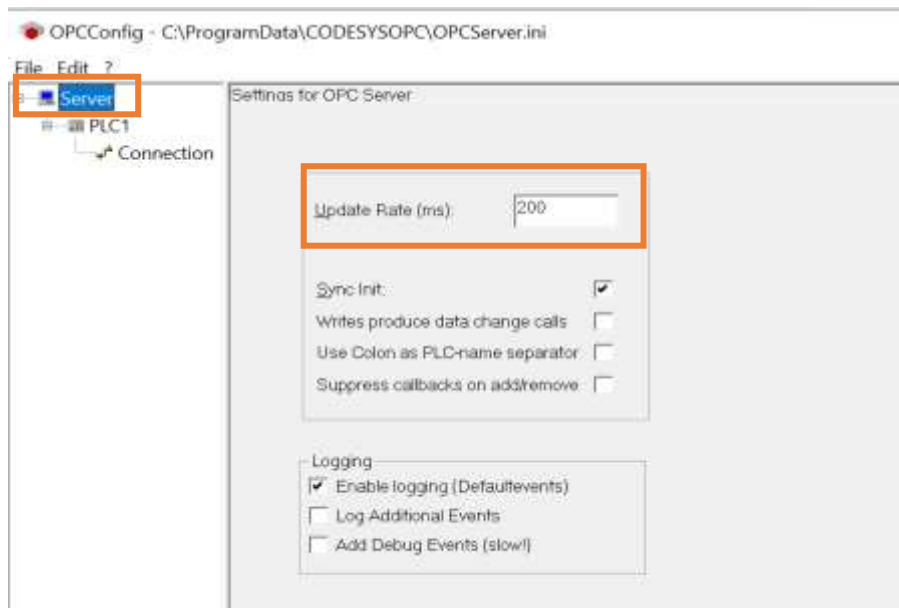 OPCConfig - C:\ProgramData\CODESYSOPC\OPCServer.ini
File Edit ?
Server
PLC1
Connection
Settings for OPC Server
Update Rate (ms): 200
Sync Init:
Writes produce data change calls
Use Colon as PLC-name separator
Suppress callbacks on add/remove
Logging
Enable logging (Defaultevents)
Log Additional Events
Add Debug Events (slow!)